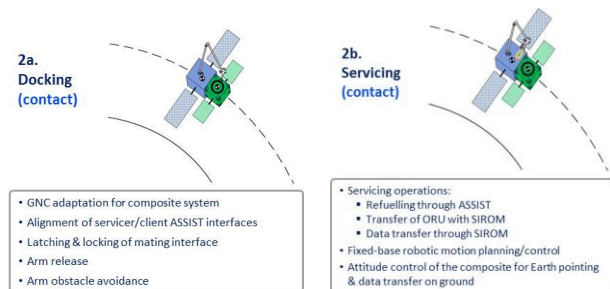 2a.
Docking
(contact)
• GNC adaptation for composite system
• Alignment of servicer/client ASSIST interfaces
• Latching & locking of mating interface
• Arm release
• Arm obstacle avoidance
2b.
Servicing
(contact)
• Servicing operations:
▪ Refuelling through ASSIST
▪ Transfer of ORU with SIROM
▪ Data transfer through SIROM
• Fixed-base robotic motion planning/control
• Attitude control of the composite for Earth pointing
& data transfer on ground